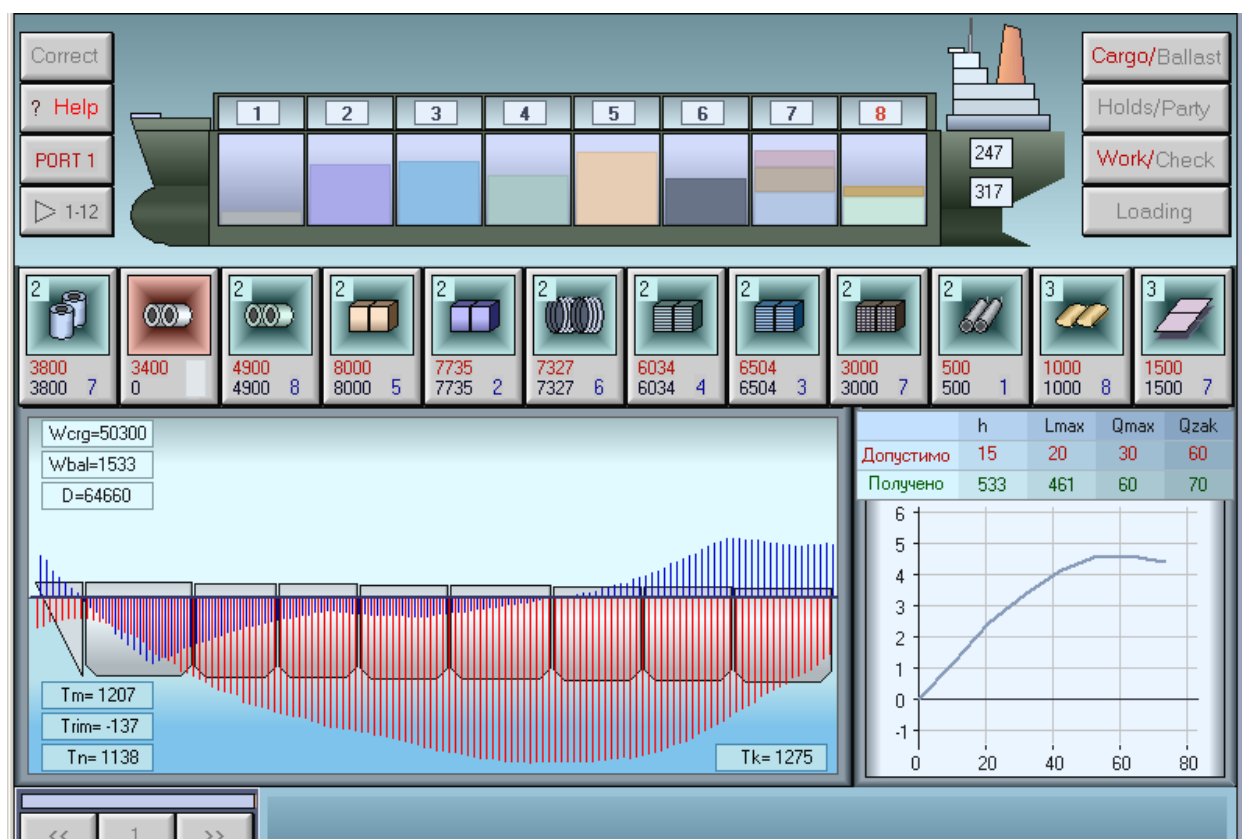 Correct
? Help
PORT 1
1-12
1 2 3 4 5 6 7 8
247
317
Cargo/Ballast
Holds/Party
Work/Check
Loading
2 2 2 2 2 2 2 2 2 3 3
3800 3400 4900 8000 7735 7327 6034 6504 3000 500 1000 1500
3800 7 0 4900 8 8000 5 7735 2 7327 6 6034 4 6504 3 3000 7 500 1 1000 8 1500 7
Wcrg=50300
Wbal=1533
D=64660
Tm= 1207
Trim= -137
Tn= 1138
Tk= 1275
h Lmax Qmax Qzak
Допустимо 15 20 30 60
Получено 533 461 60 70
6
5
4
3
2
1
0
-1
0 20 40 60 80
<< 1 >>